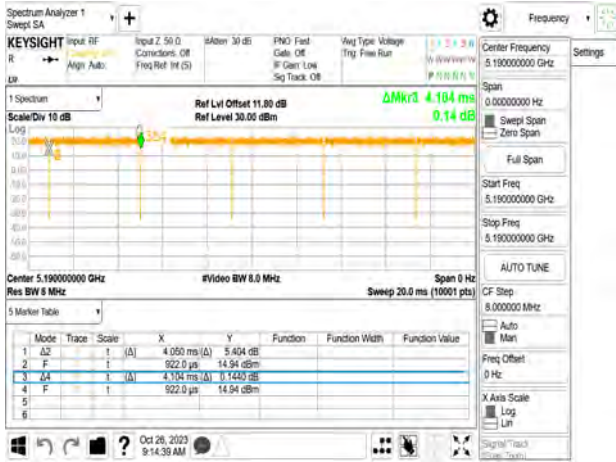 Spectrum Analyzer 1
Swept SA
+
Frequency
KEYSIGHT
Input: RF
R
Align: Auto
Input Z: 50 Ω
Corrections: Off
Freq Ref: Int (S)
#Atten: 30 dB
PNO: Fast
Gate: Off
IF Gain: Low
Sig Track: Off
Avg Type: Voltage
Trig: Free Run
1 Spectrum
Scale/Div 10 dB
Log
Ref Lvl Offset 11.80 dB
Ref Level 30.00 dBm
ΔMkr3 4.104 ms
0.14 dB
3Δ4
Center 5.190000000 GHz
Res BW 8 MHz
#Video BW 8.0 MHz
Span 0 Hz
Sweep 20.0 ms (10001 pts)
5 Marker Table
Mode Trace Scale X Y Function Function Width Function Value
1 Δ2 t (Δ) 4.050 ms (Δ) 5.404 dB
2 F t 922.0 µs 14.94 dBm
3 Δ4 t (Δ) 4.104 ms (Δ) 0.1440 dB
4 F t 922.0 µs 14.94 dBm
5
6
?
Oct 26, 2023
9:14:39 AM
Center Frequency
5.190000000 GHz
Settings
Span
0.00000000 Hz
Swept Span
Zero Span
Full Span
Start Freq
5.190000000 GHz
Stop Freq
5.190000000 GHz
AUTO TUNE
CF Step
8.000000 MHz
Auto
Man
Freq Offset
0 Hz
X Axis Scale
Log
Lin
Signal Track
(Span Zoom)